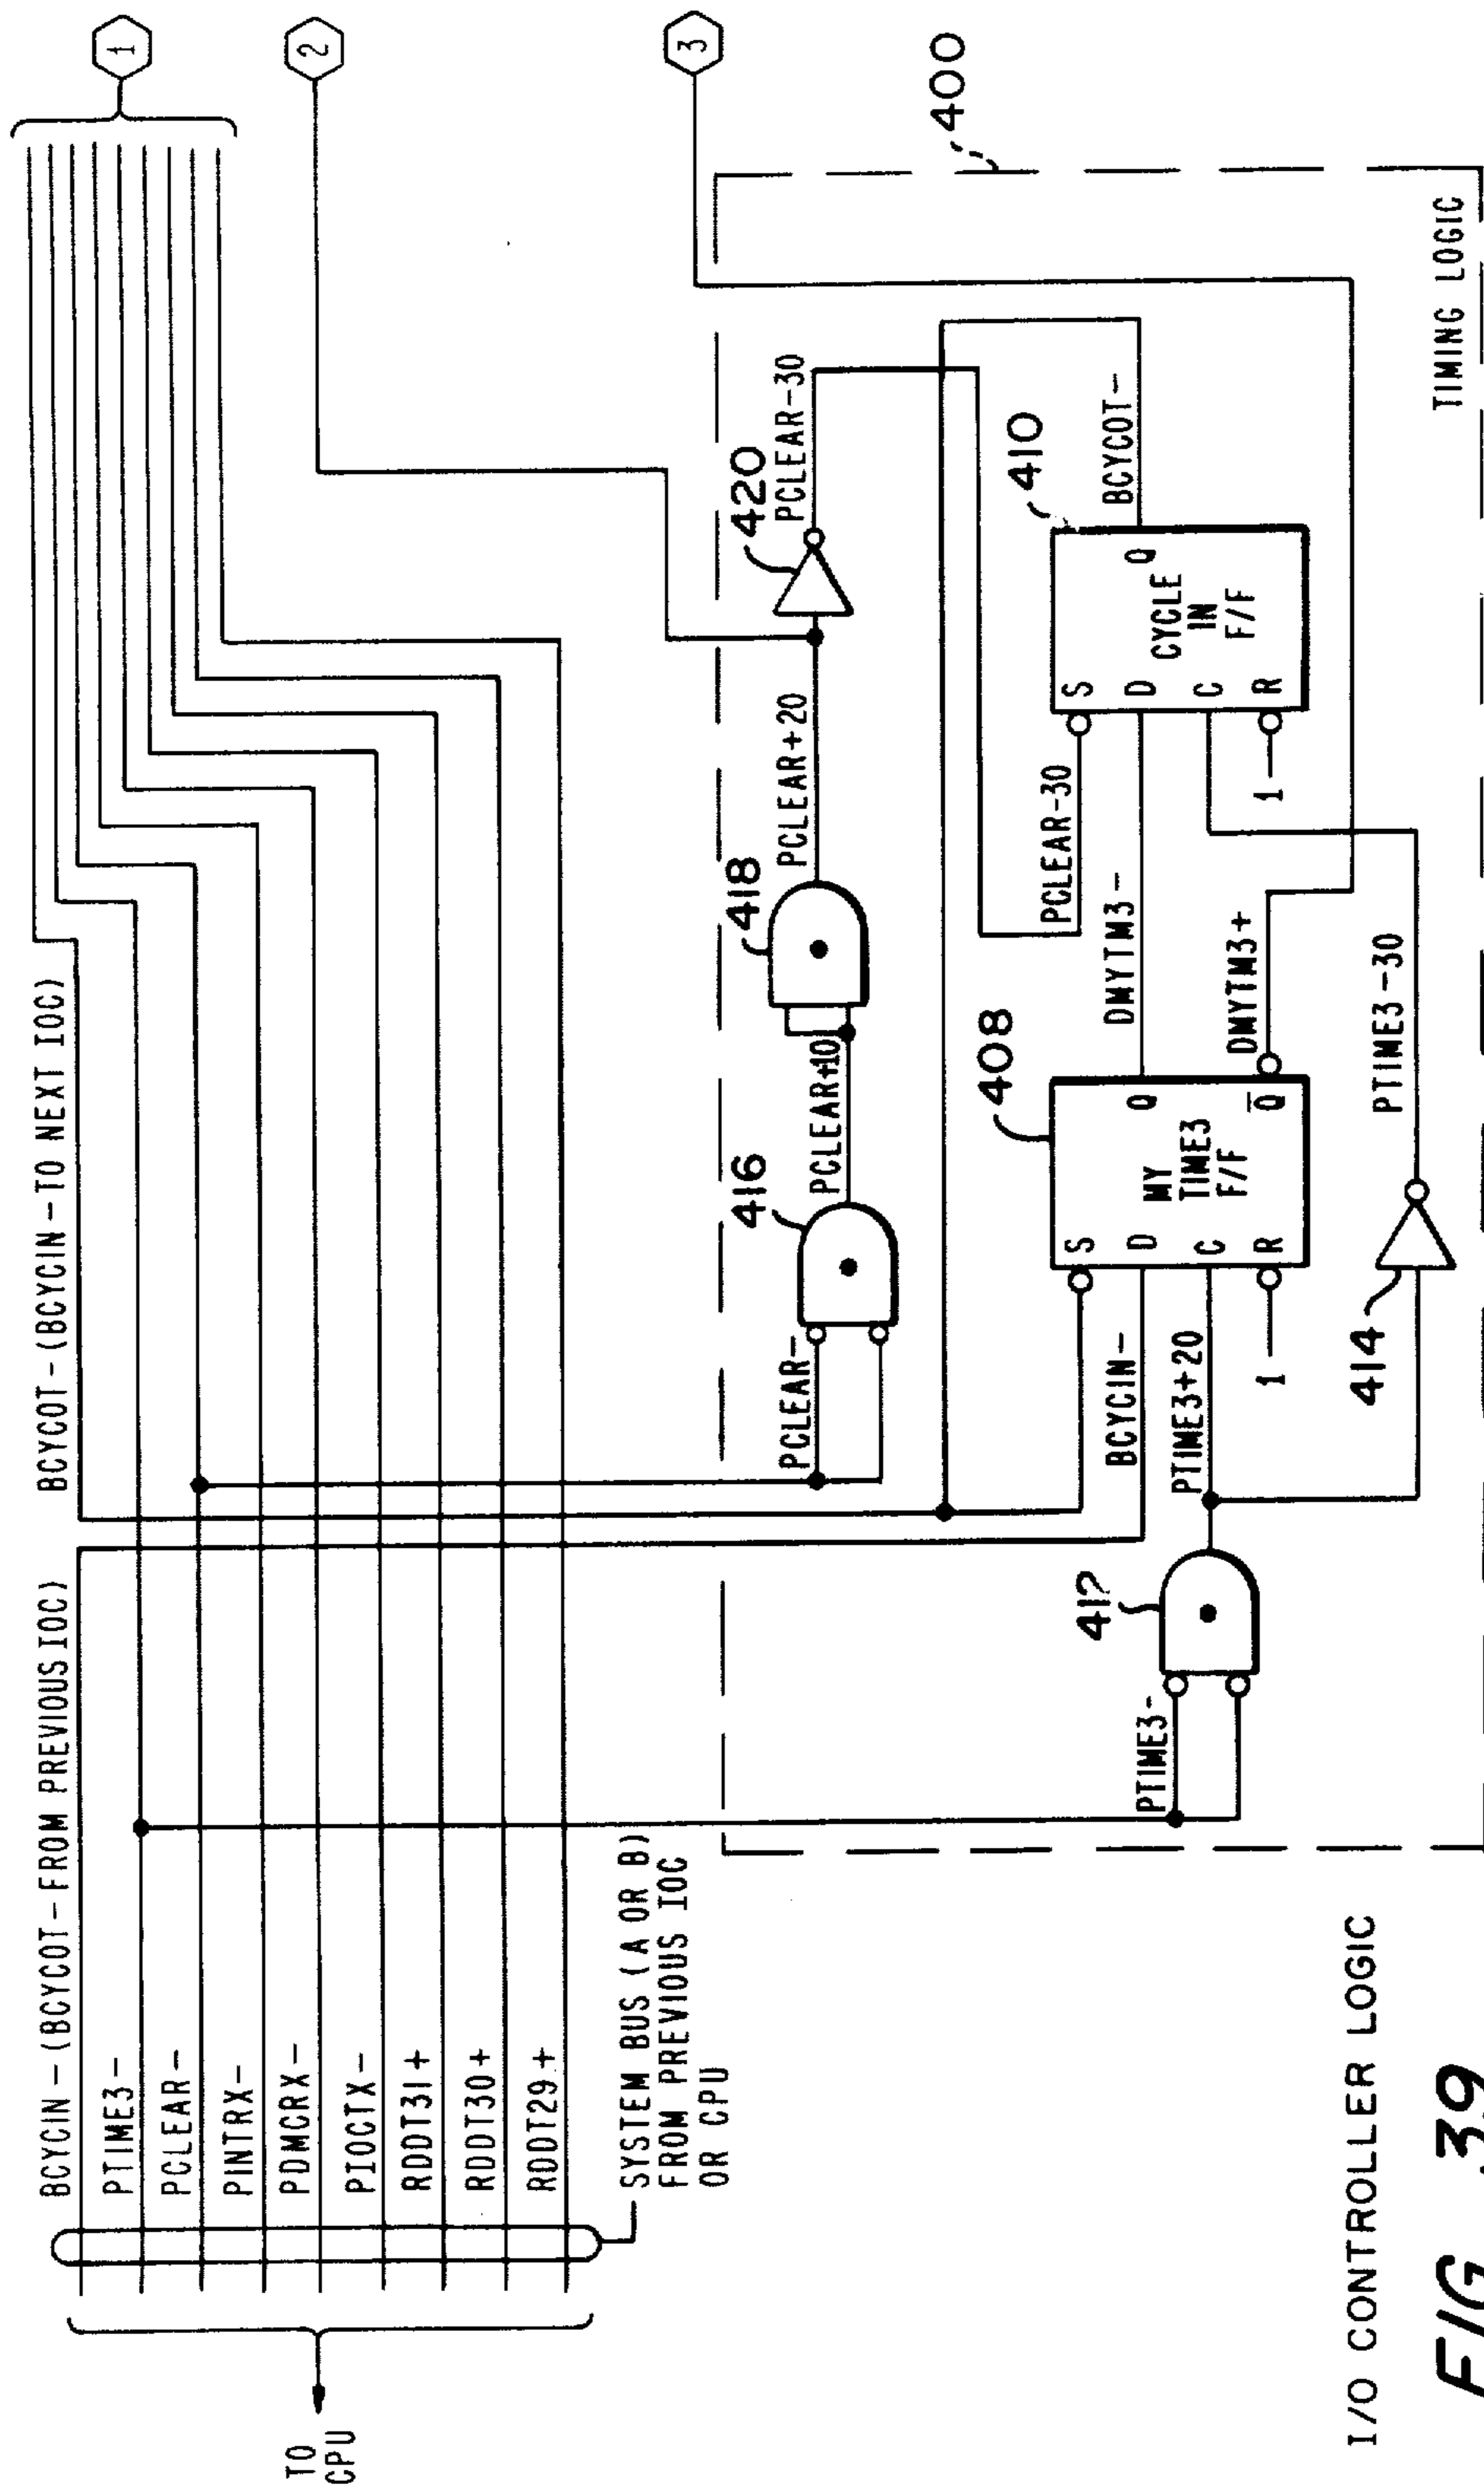 BCYCIN-(BCYCOT-FROM PREVIOUS IOC)
BCYCOT-(BCYCIN-TO NEXT IOC)
PTIME3-
PCLEAR-
PINTRX-
PDMCRX-
PIOCTX-
RDDT31+
RDDT30+
RDDT29+
TO
CPU
SYSTEM BUS (A OR B)
FROM PREVIOUS IOC
OR CPU
1
2
3
400
PCLEAR-
416
PCLEAR+10
418
PCLEAR+20
420
PCLEAR-30
PTIME3-
412
BCYCIN-
PTIME3+20
1
408
S
D
C
R
MY
TIME3
F/F
Q
Q̅
DMYTM3-
DMYTM3+
PCLEAR-30
1
410
S
D
C
R
CYCLE
IN
F/F
Q
BCYCOT-
414
PTIME3-30
TIMING LOGIC
I/O CONTROLLER LOGIC
FIG 39